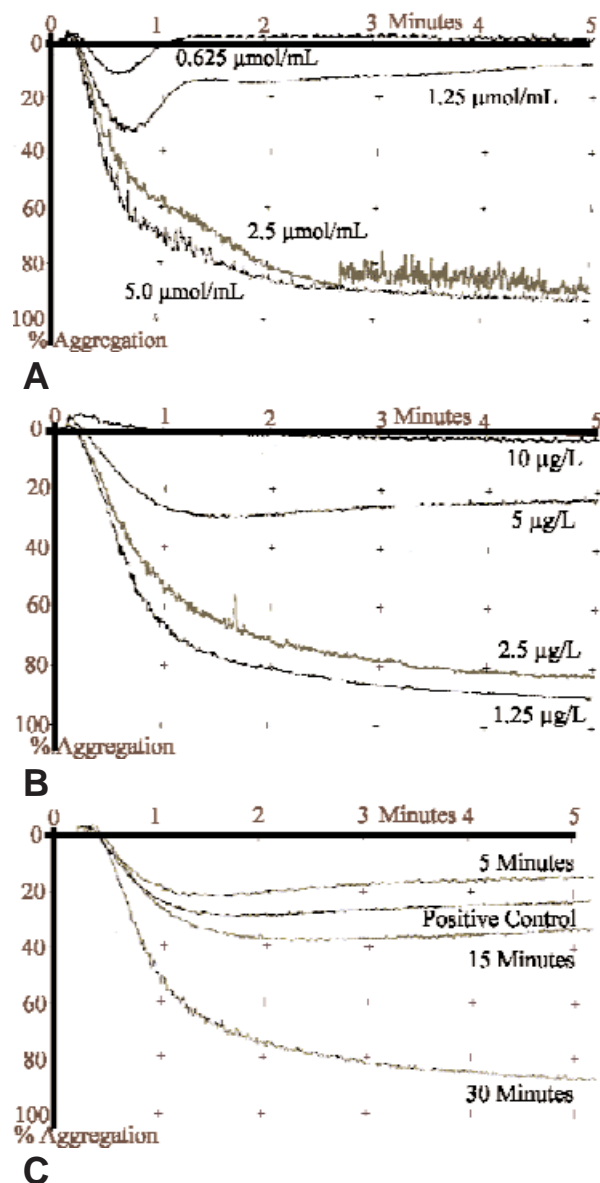 0 1 Minutes 2 3 4 5
0
0.625 µmol/mL
20
1.25 µmol/mL
40
60
2.5 µmol/mL
80
5.0 µmol/mL
100
% Aggregation
A
0 1 2 3 Minutes 4 5
0
10 µg/L
20
5 µg/L
40
60
2.5 µg/L
80
1.25 µg/L
100
% Aggregation
B
0 1 2 3 Minutes 4 5
0
5 Minutes
20
Positive Control
40
15 Minutes
60
80
30 Minutes
100
% Aggregation
C